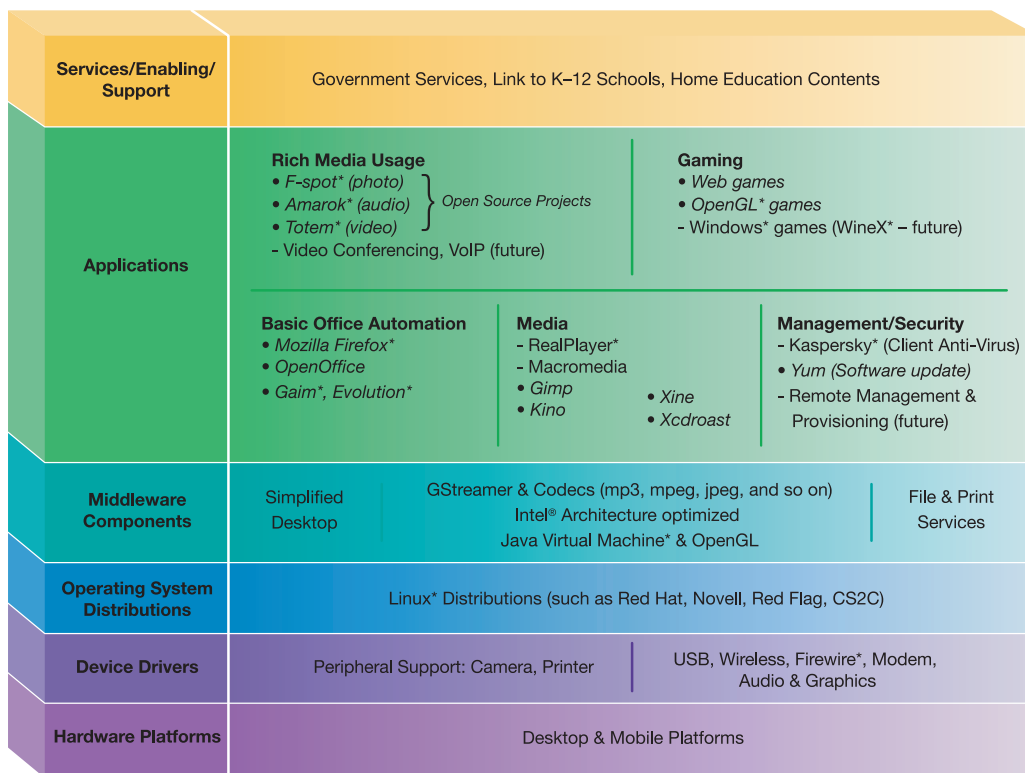 Services/Enabling/
Support
Government Services, Link to K–12 Schools, Home Education Contents
Applications
Rich Media Usage
• F-spot* (photo)
• Amarok* (audio)
• Totem* (video)
Open Source Projects
- Video Conferencing, VoIP (future)
Gaming
• Web games
• OpenGL* games
- Windows* games (WineX* – future)
Basic Office Automation
• Mozilla Firefox*
• OpenOffice
• Gaim*, Evolution*
Media
- RealPlayer*
- Macromedia
• Gimp
• Kino
• Xine
• Xcdroast
Management/Security
- Kaspersky* (Client Anti-Virus)
• Yum (Software update)
- Remote Management &
Provisioning (future)
Middleware
Components
Simplified
Desktop
GStreamer & Codecs (mp3, mpeg, jpeg, and so on)
Intel® Architecture optimized
Java Virtual Machine* & OpenGL
File & Print
Services
Operating System
Distributions
Linux* Distributions (such as Red Hat, Novell, Red Flag, CS2C)
Device Drivers
Peripheral Support: Camera, Printer
USB, Wireless, Firewire*, Modem,
Audio & Graphics
Hardware Platforms
Desktop & Mobile Platforms